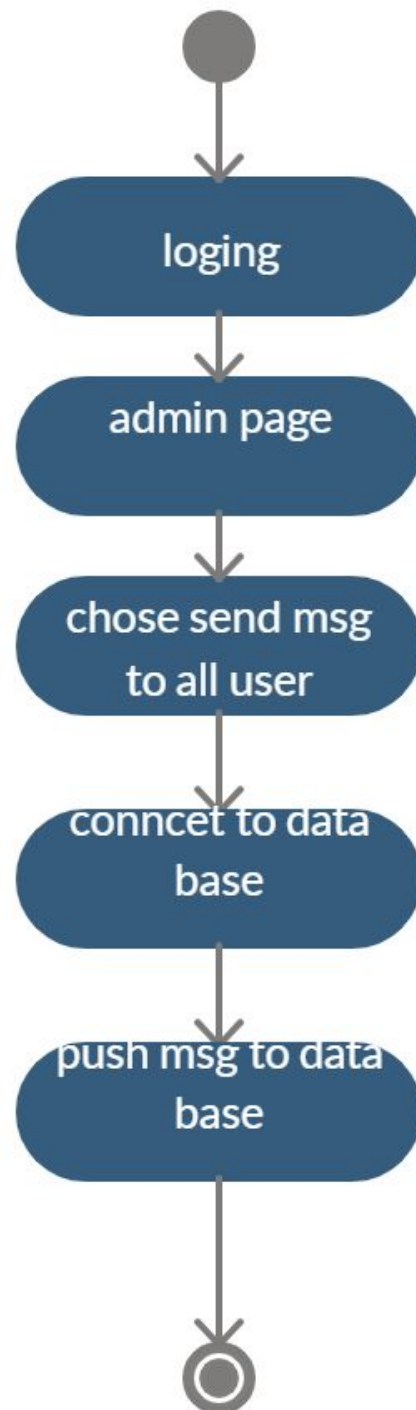 loging
admin page
chose send msg
to all user
conncet to data
base
push msg to data
base